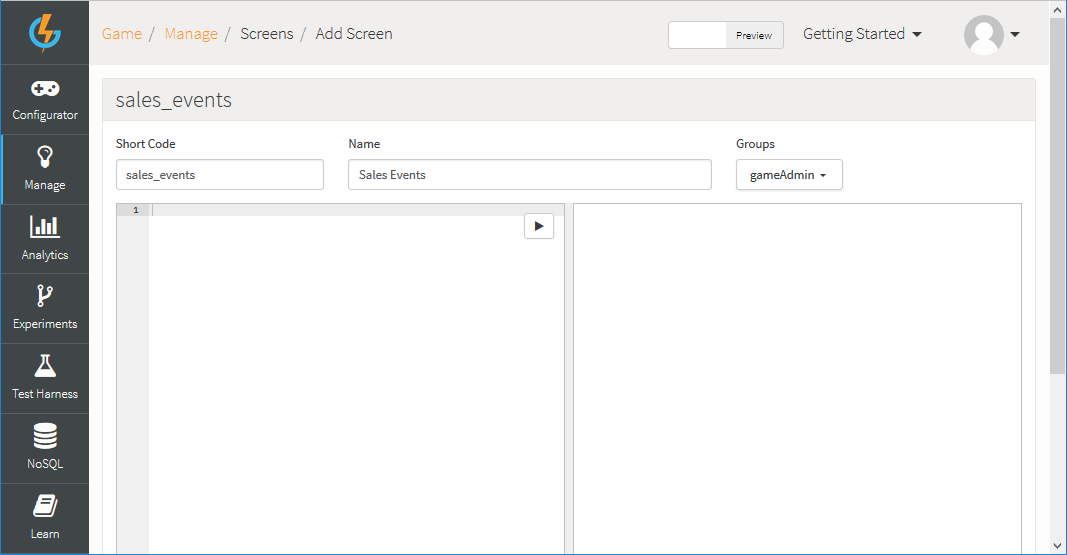 Game / Manage / Screens / Add Screen
Preview
Getting Started
Configurator
Manage
Analytics
Experiments
Test Harness
NoSQL
Learn
sales_events
Short Code
Name
Groups
sales_events
Sales Events
gameAdmin
1